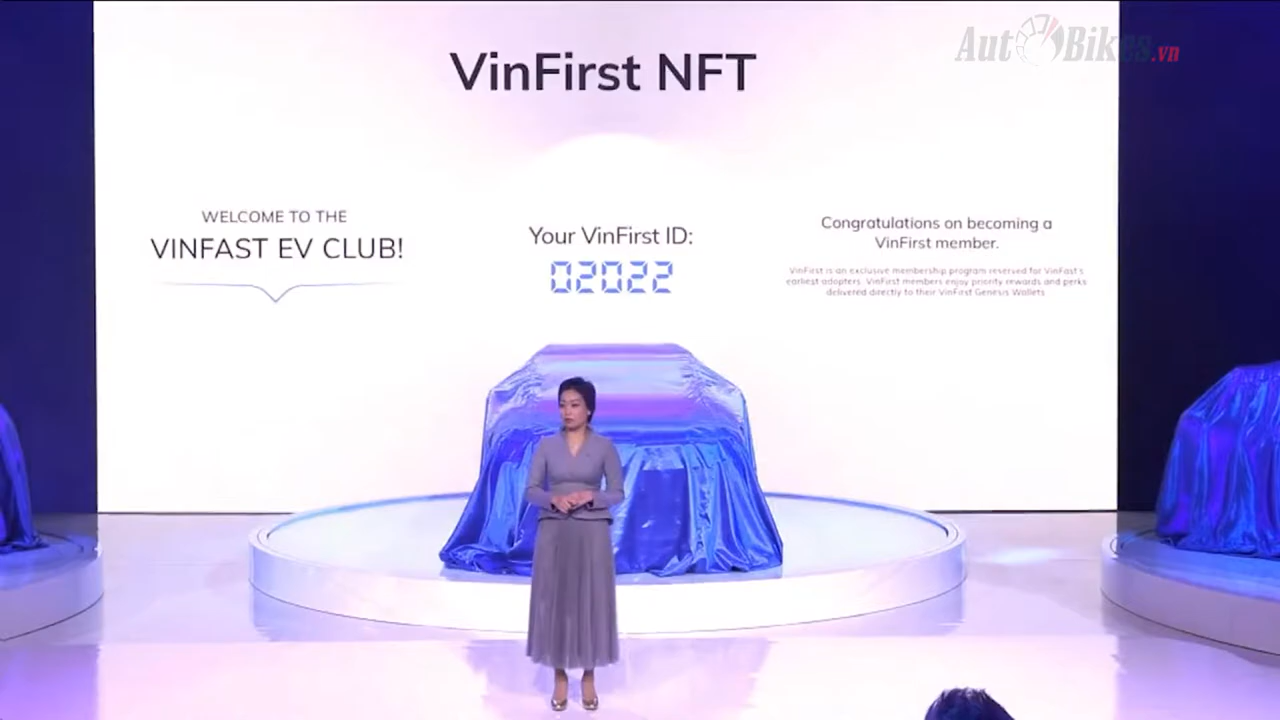 AutoBikes.vn
VinFirst NFT
WELCOME TO THE
VINFAST EV CLUB!
Your VinFirst ID:
02022
Congratulations on becoming a
VinFirst member.
VinFirst is an exclusive membership program reserved for VinFast's
earliest adopters. VinFirst members enjoy priority rewards and perks
delivered directly to their VinFirst Genesis Wallets